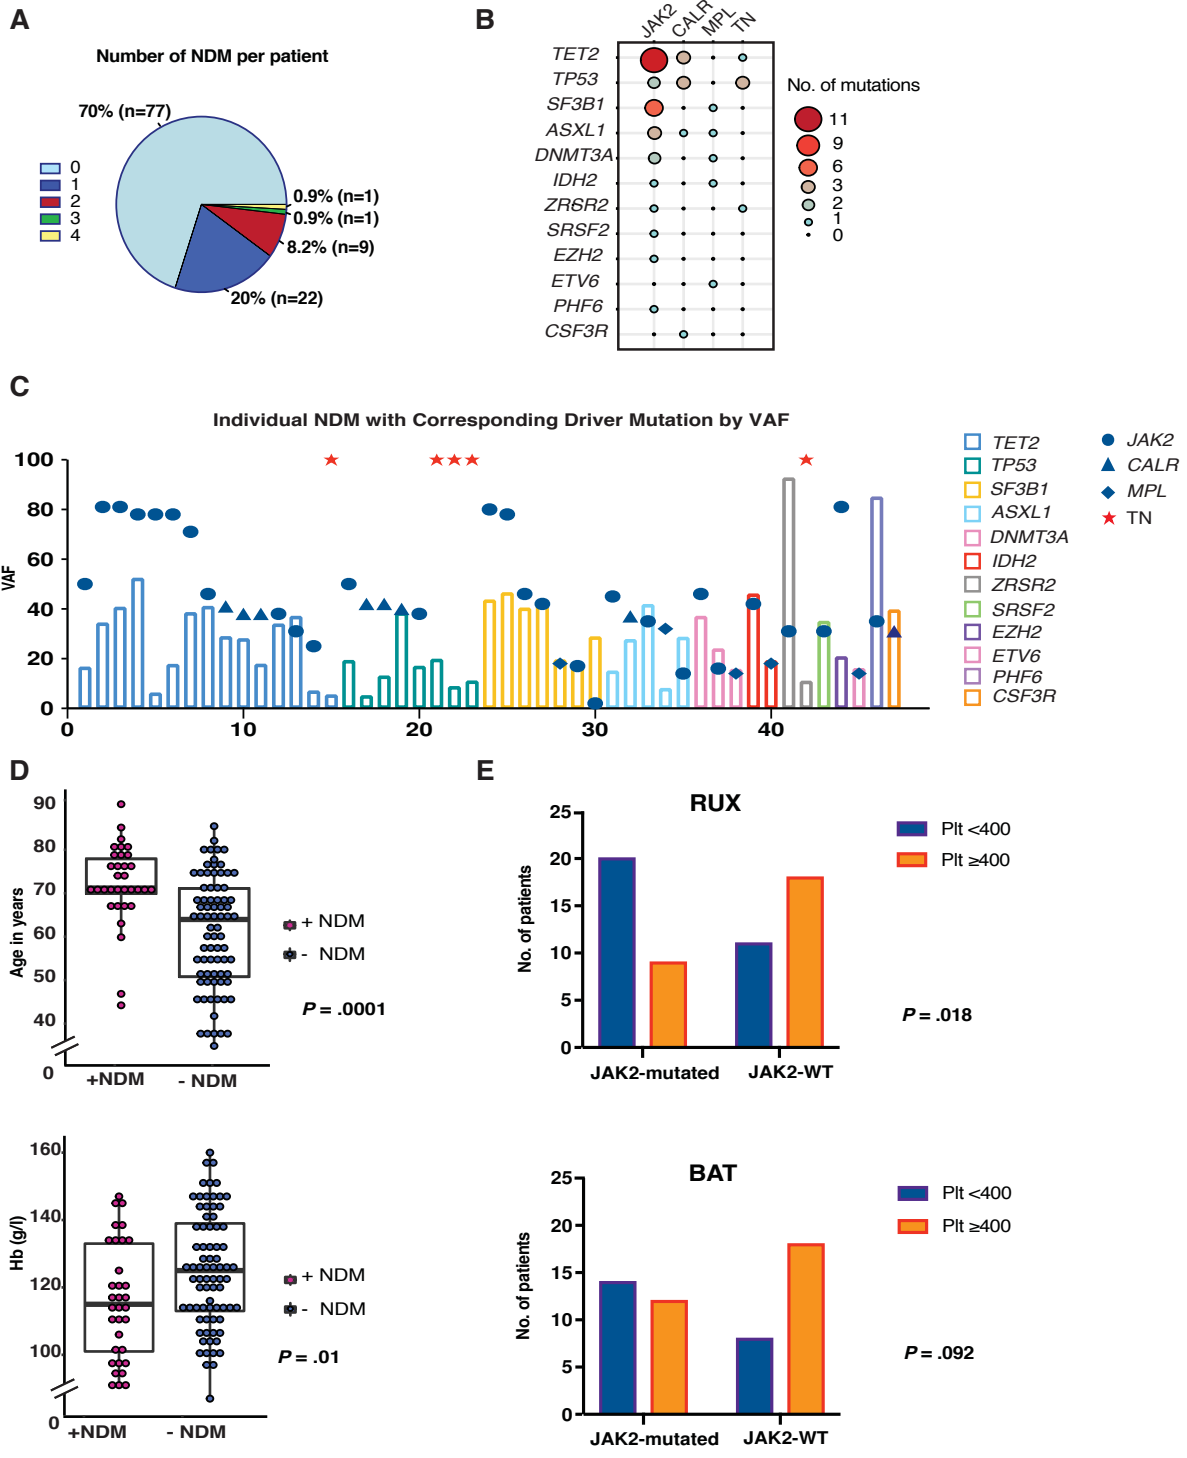 A
Number of NDM per patient
70% (n=77)
0
1
2
3
4
0.9% (n=1)
0.9% (n=1)
8.2% (n=9)
20% (n=22)
B
JAK2
CALR
MPL
TN
TET2
TP53
SF3B1
ASXL1
DNMT3A
IDH2
ZRSR2
SRSF2
EZH2
ETV6
PHF6
CSF3R
No. of mutations
11
9
6
3
2
1
0
C
Individual NDM with Corresponding Driver Mutation by VAF
VAF
100
80
60
40
20
0
0 10 20 30 40
TET2
TP53
SF3B1
ASXL1
DNMT3A
IDH2
ZRSR2
SRSF2
EZH2
ETV6
PHF6
CSF3R
JAK2
CALR
MPL
TN
D
Age in years
90
80
70
60
50
40
0
+NDM - NDM
+ NDM
- NDM
P = .0001
Hb (g/l)
160
140
120
100
0
+NDM - NDM
+ NDM
- NDM
P = .01
E
RUX
No. of patients
25
20
15
10
5
0
JAK2-mutated JAK2-WT
Plt <400
Plt ≥400
P = .018
BAT
No. of patients
25
20
15
10
5
0
JAK2-mutated JAK2-WT
Plt <400
Plt ≥400
P = .092